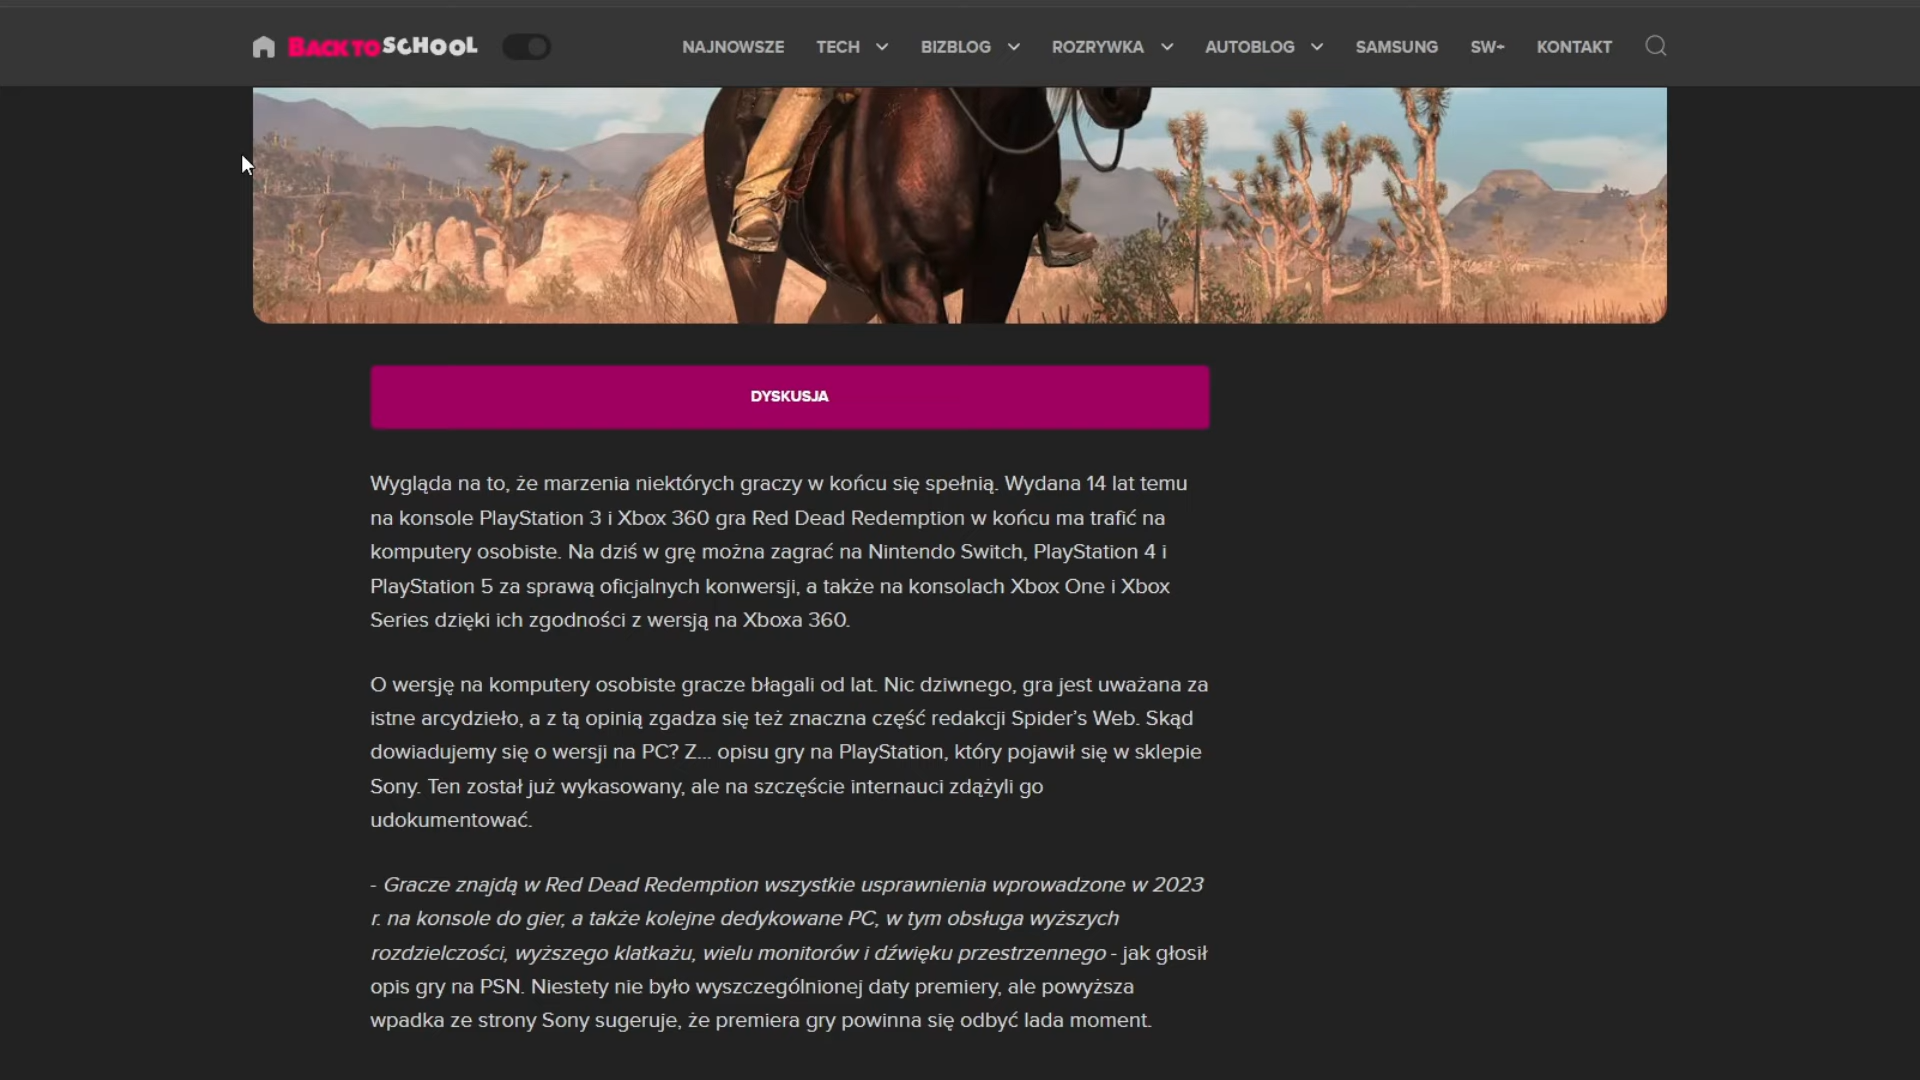 BACK TO SCHOOL
NAJNOWSZE TECH BIZBLOG ROZRYWKA AUTOBLOG SAMSUNG SW+ KONTAKT
DYSKUSJA
Wygląda na to, że marzenia niektórych graczy w końcu się spełnią. Wydana 14 lat temu
na konsole PlayStation 3 i Xbox 360 gra Red Dead Redemption w końcu ma trafić na
komputery osobiste. Na dziś w grę można zagrać na Nintendo Switch, PlayStation 4 i
PlayStation 5 za sprawą oficjalnych konwersji, a także na konsolach Xbox One i Xbox
Series dzięki ich zgodności z wersją na Xboxa 360.
O wersję na komputery osobiste gracze błagali od lat. Nic dziwnego, gra jest uważana za
istne arcydzieło, a z tą opinią zgadza się też znaczna część redakcji Spider’s Web. Skąd
dowiadujemy się o wersji na PC? Z... opisu gry na PlayStation, który pojawił się w sklepie
Sony. Ten został już wykasowany, ale na szczęście internauci zdążyli go
udokumentować.
- Gracze znajdą w Red Dead Redemption wszystkie usprawnienia wprowadzone w 2023
r. na konsole do gier, a także kolejne dedykowane PC, w tym obsługa wyższych
rozdzielczości, wyższego klatkażu, wielu monitorów i dźwięku przestrzennego - jak głosił
opis gry na PSN. Niestety nie było wyszczególnionej daty premiery, ale powyższa
wpadka ze strony Sony sugeruje, że premiera gry powinna się odbyć lada moment.